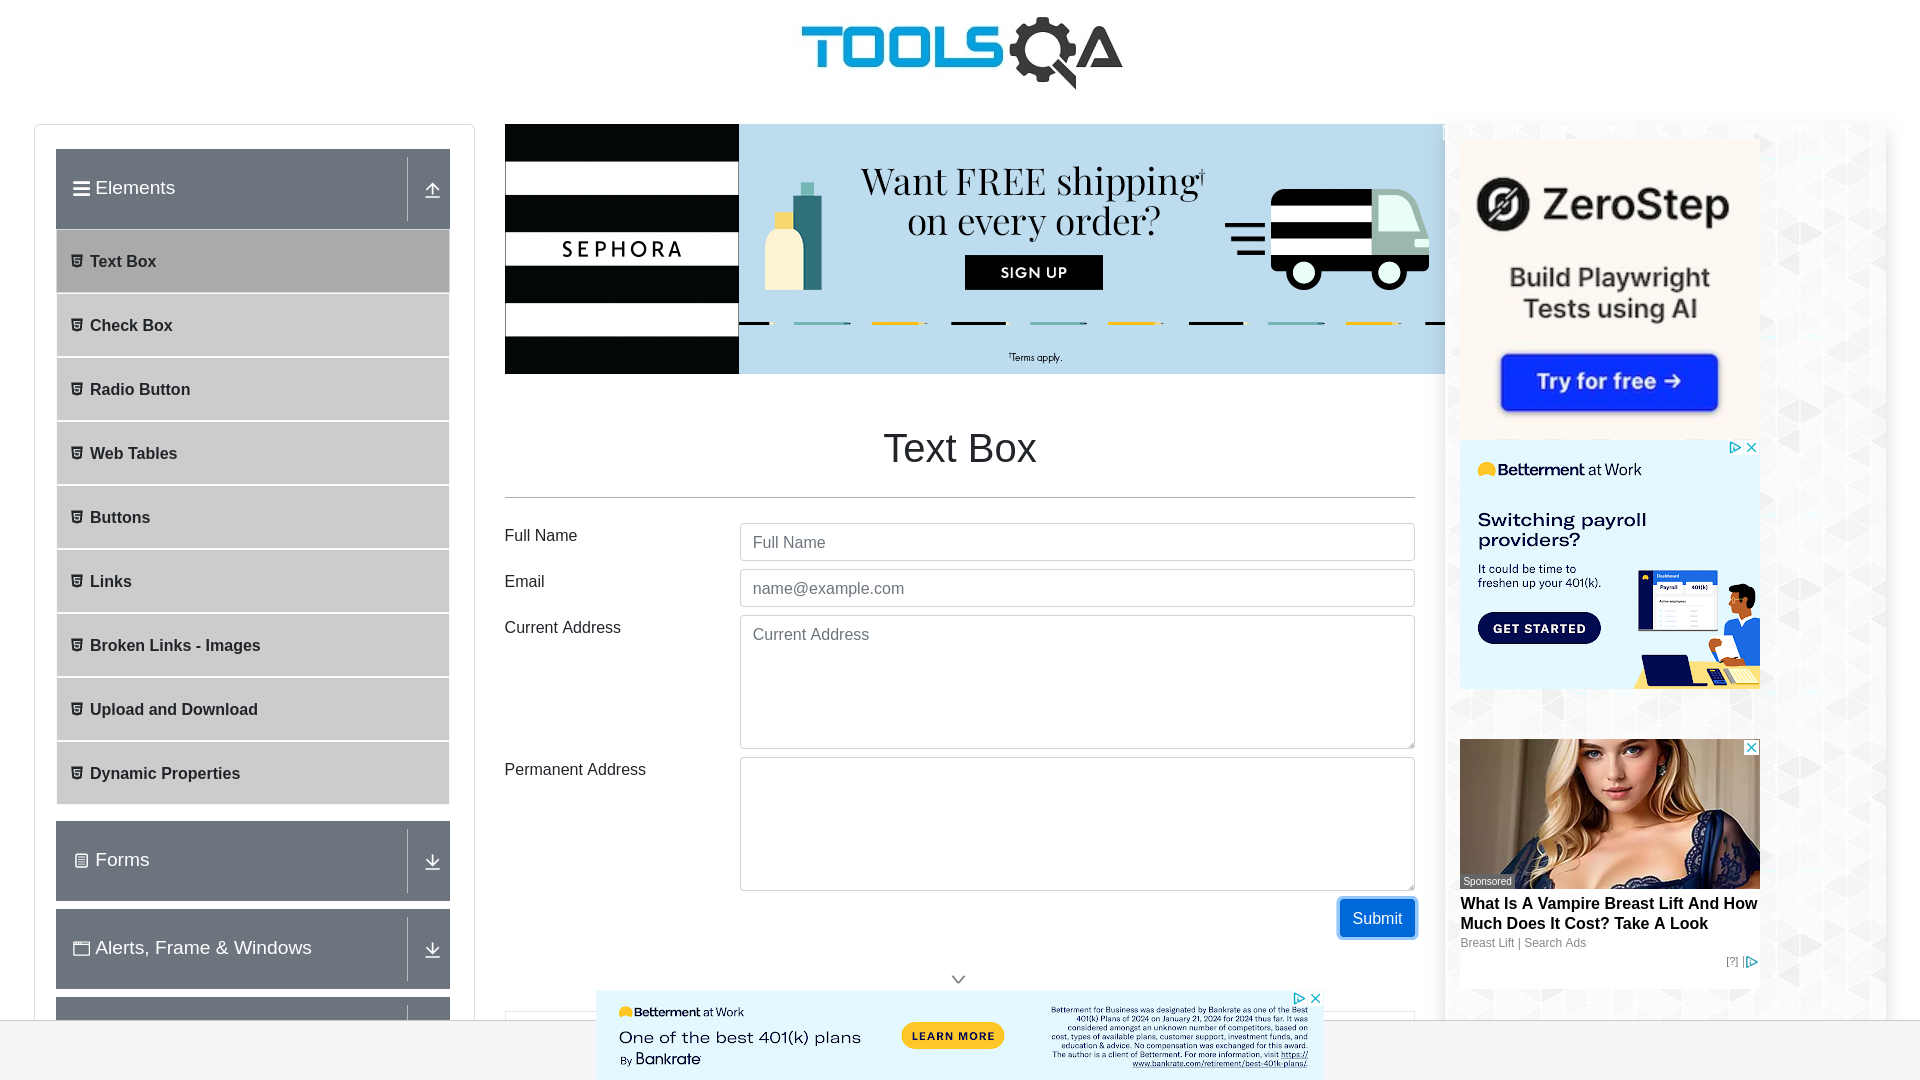 TOOLSQA
Elements
Text Box
Check Box
Radio Button
Web Tables
Buttons
Links
Broken Links - Images
Upload and Download
Dynamic Properties
Forms
Alerts, Frame & Windows
SEPHORA
Want FREE shipping†
on every order?
SIGN UP
†Terms apply.
Text Box
Full Name
Full Name
Email
name@example.com
Current Address
Current Address
Permanent Address
Submit
ZeroStep
Build Playwright
Tests using AI
Try for free →
Betterment at Work
Switching payroll
providers?
It could be time to
freshen up your 401(k).
GET STARTED
Dashboard
Payroll
401(k)
Sponsored
What Is A Vampire Breast Lift And How
Much Does It Cost? Take A Look
Breast Lift | Search Ads
[?]
Betterment at Work
One of the best 401(k) plans
By Bankrate
LEARN MORE
Betterment for Business was designated by Bankrate as one of the Best
401(k) Plans of 2024 on January 21, 2024 for 2024 thus far. It was
considered amongst an unknown number of competitors, based on
cost, types of available plans, customer support, investment funds, and
education & advice. No compensation was exchanged for this award.
The author is a client of Betterment. For more information, visit https://
www.bankrate.com/retirement/best-401k-plans/.